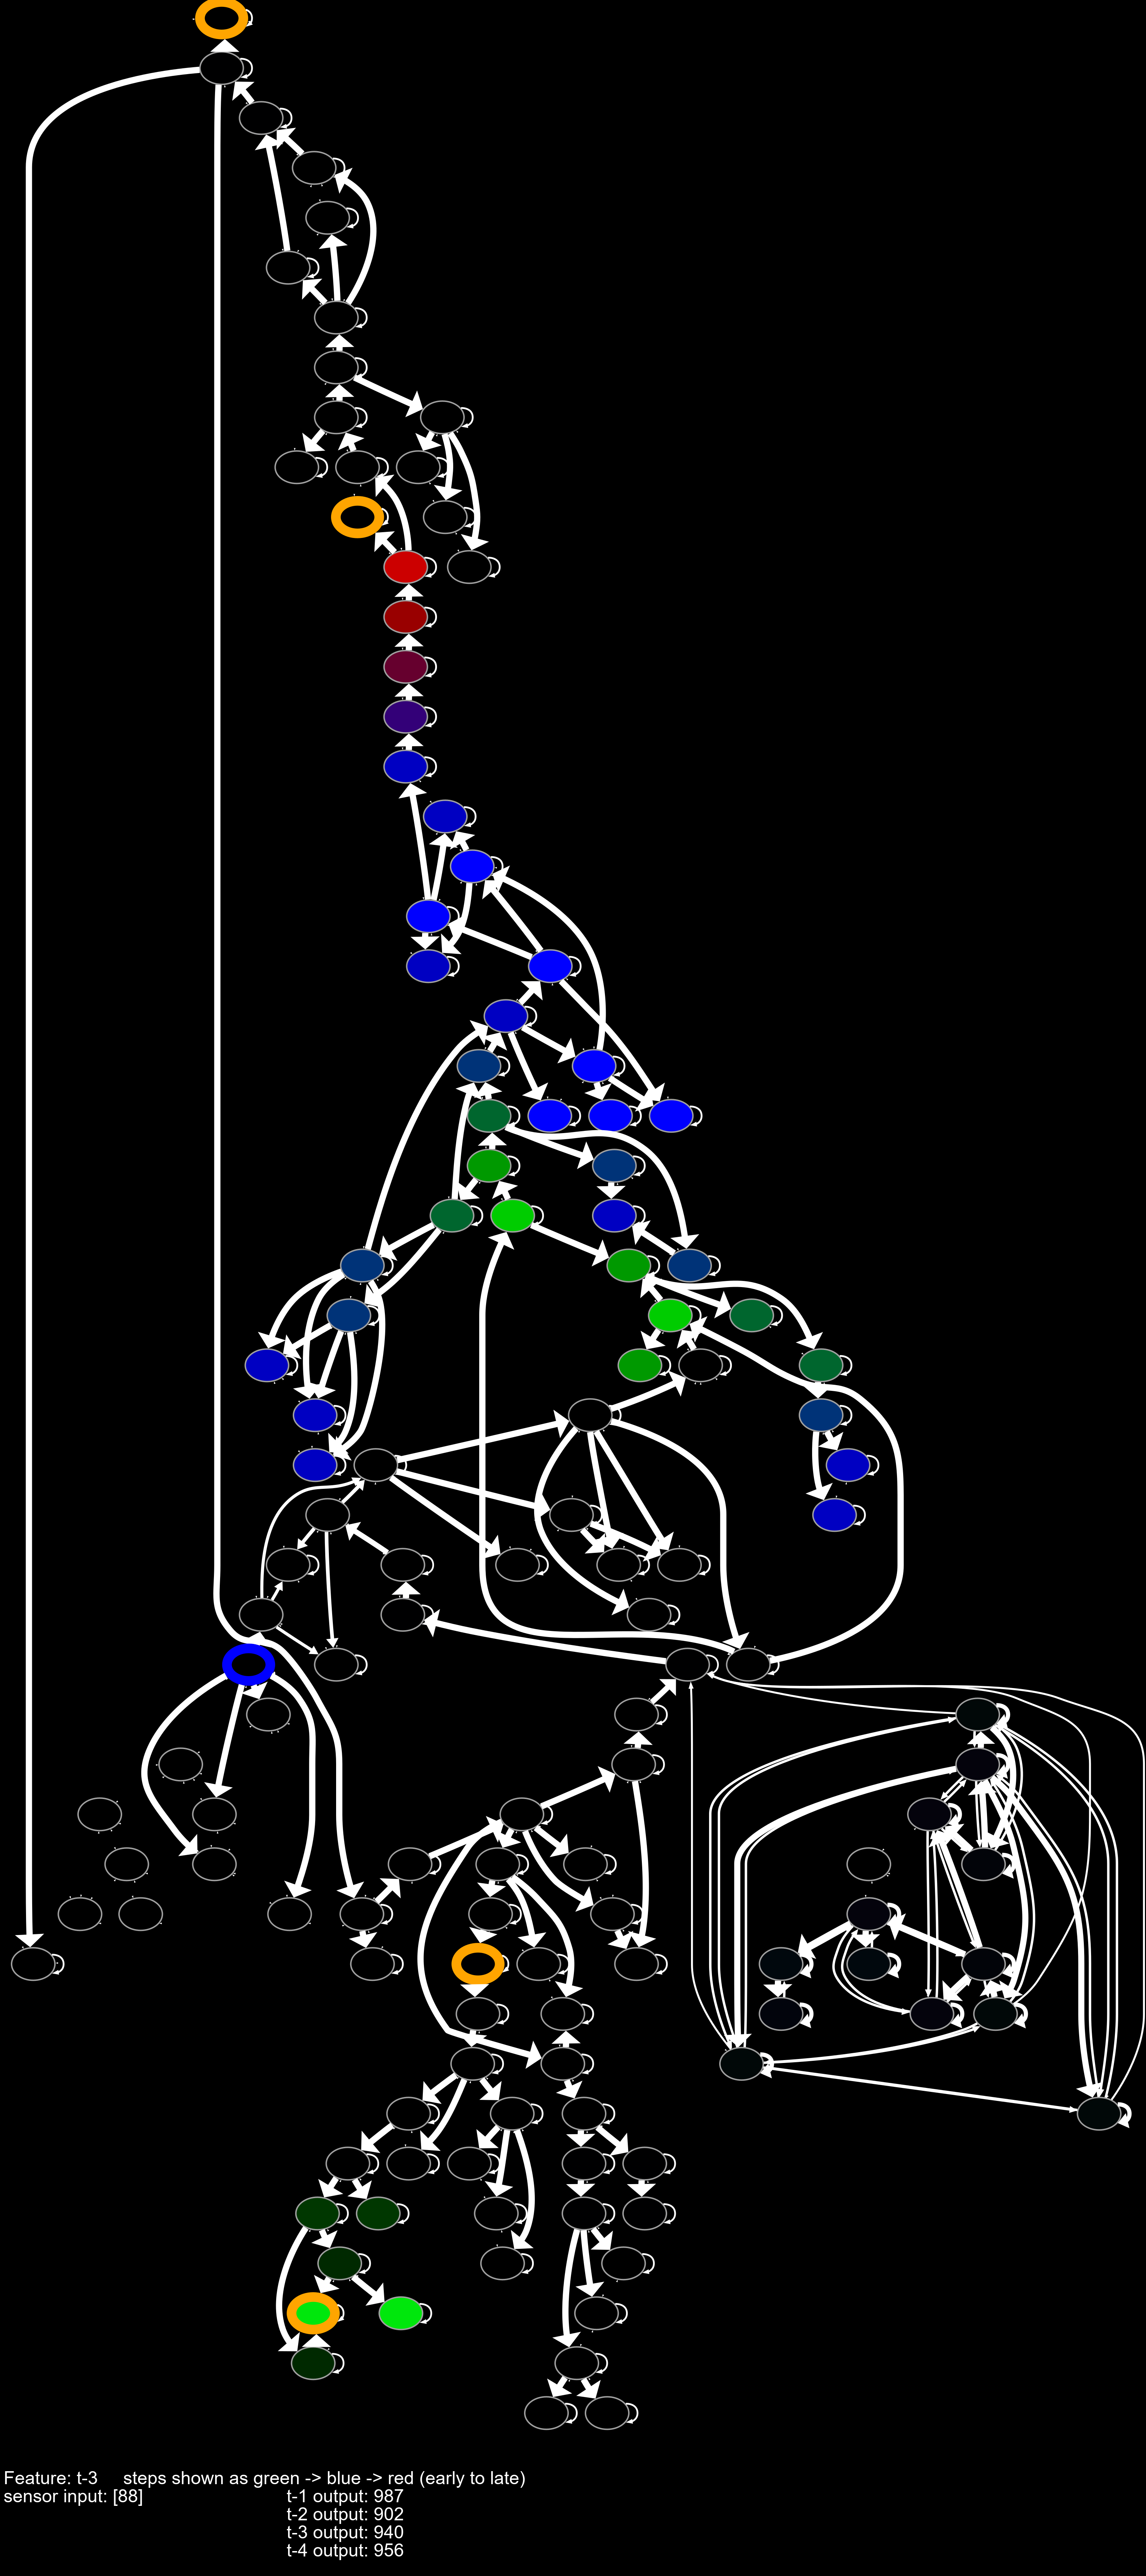 Feature: t-3 steps shown as green -> blue -> red (early to late)
sensor input: [88] t-1 output: 987
t-2 output: 902
t-3 output: 940
t-4 output: 956